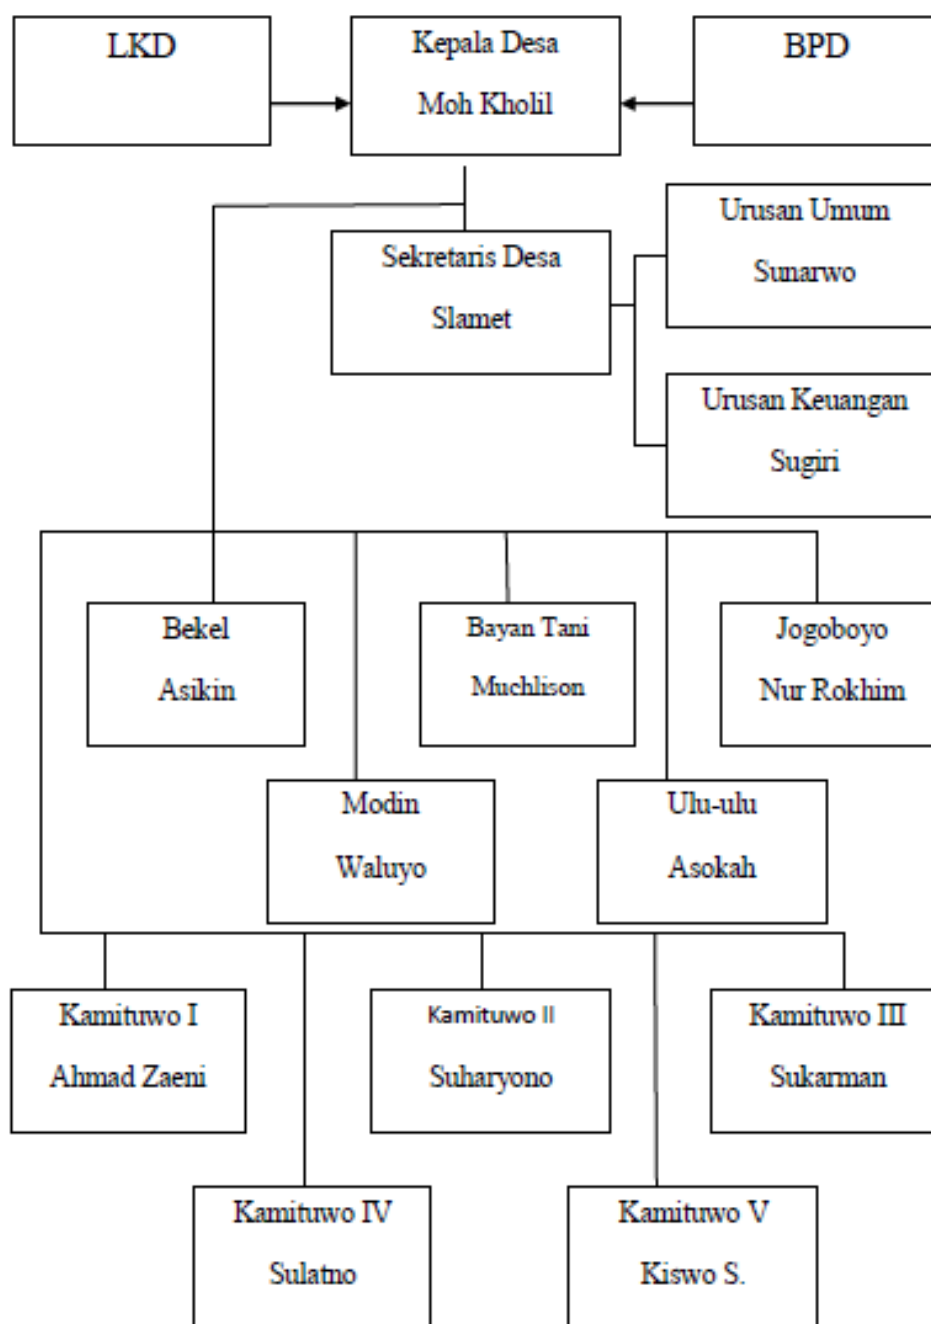 LKD
Kepala Desa
Moh Kholil
BPD
Urusan Umum
Sunarwo
Sekretaris Desa
Slamet
Urusan Keuangan
Sugiri
Bekel
Asikin
Bayan Tani
Muchlison
Jogoboyo
Nur Rokhim
Modin
Waluyo
Ulu-ulu
Asokah
Kamituwo I
Ahmad Zaeni
Kamituwo II
Suharyono
Kamituwo III
Sukarman
Kamituwo IV
Sulatno
Kamituwo V
Kiswo S.